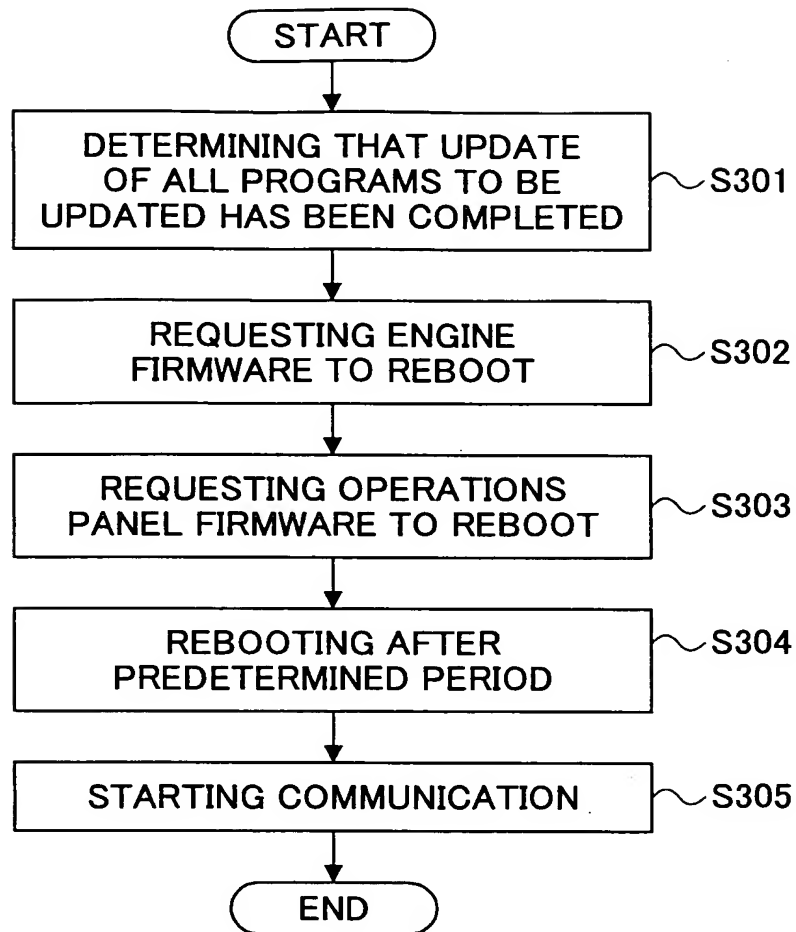 START
DETERMINING THAT UPDATE
OF ALL PROGRAMS TO BE
UPDATED HAS BEEN COMPLETED
S301
REQUESTING ENGINE
FIRMWARE TO REBOOT
S302
REQUESTING OPERATIONS
PANEL FIRMWARE TO REBOOT
S303
REBOOTING AFTER
PREDETERMINED PERIOD
S304
STARTING COMMUNICATION
S305
END